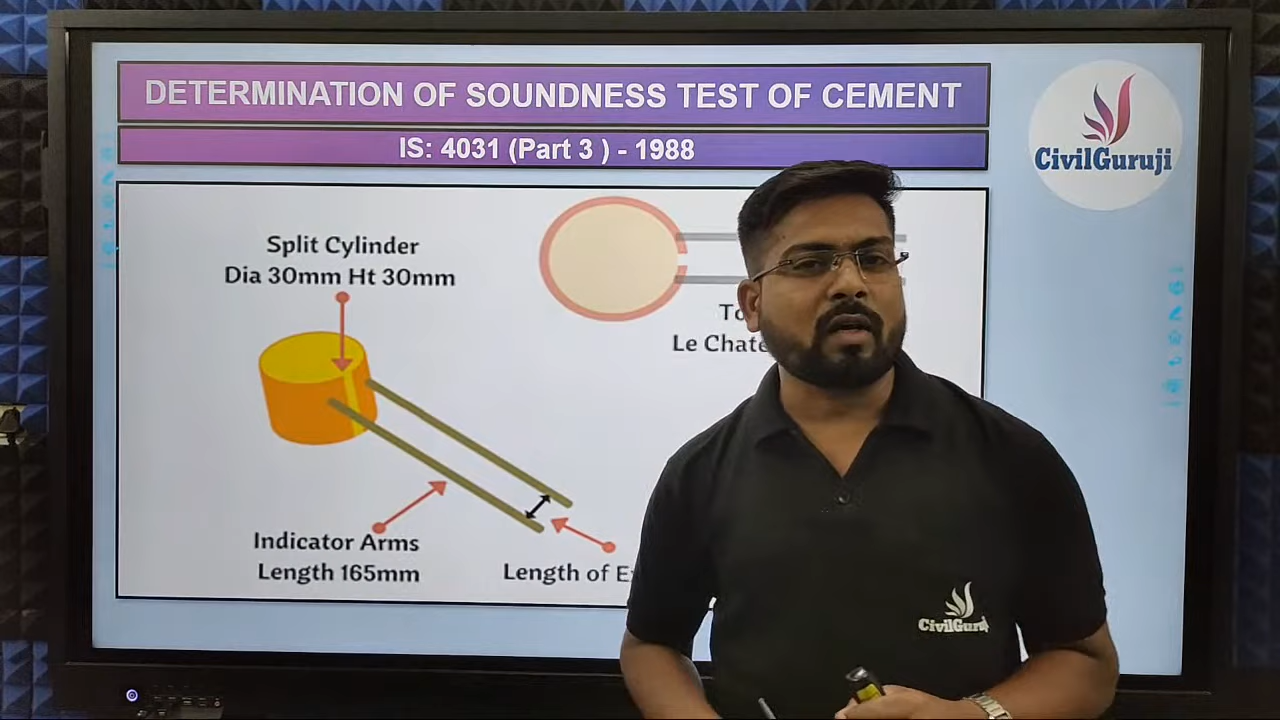 DETERMINATION OF SOUNDNESS TEST OF CEMENT
IS: 4031 (Part 3 ) - 1988
CivilGuruji
Split Cylinder
Dia 30mm Ht 30mm
Le
Indicator Arms
Length 165mm
Length of
CivilGuruji